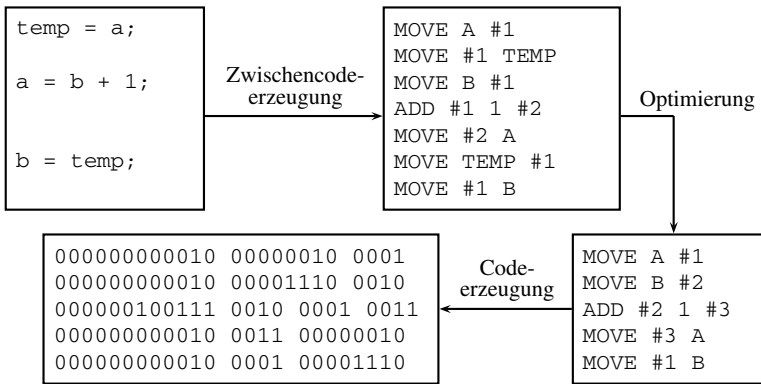 temp = a;
a = b + 1;
b = temp;
Zwischencode-
erzeugung
MOVE A #1
MOVE #1 TEMP
MOVE B #1
ADD #1 1 #2
MOVE #2 A
MOVE TEMP #1
MOVE #1 B
Optimierung
MOVE A #1
MOVE B #2
ADD #2 1 #3
MOVE #3 A
MOVE #1 B
Code-
erzeugung
000000000010 00000010 0001
000000000010 00001110 0010
000000100111 0010 0001 0011
000000000010 0011 00000010
000000000010 0001 00001110